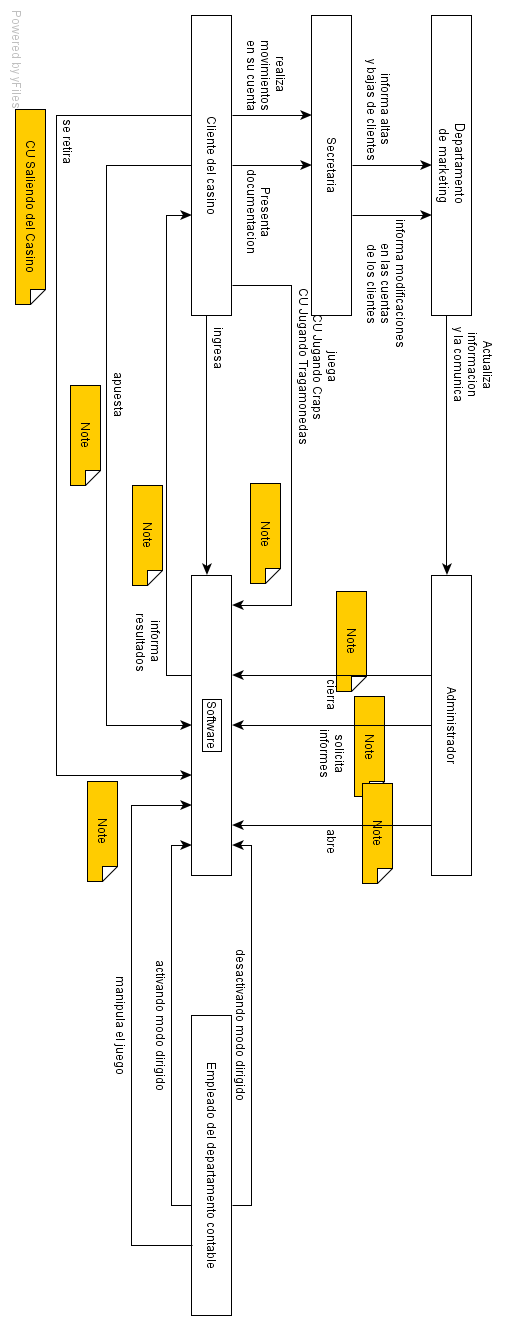 Departamento
de marketing
Actualiza
informacion
y la comunica
Administrador
informa altas
y bajas de clientes
informa modificaciones
en las cuentas
de los clientes
Secretaria
juega
CU Jugando Craps
CU Jugando Tragamonedas
Note
cierra
Note
solicita
informes
Note
abre
realiza
movimientos
en su cuenta
Presenta
documentacion
Note
Cliente del casino
ingresa
Software
desactivando modo dirigido
Empleado del departamento contable
activando modo dirigido
Note
informa
resultados
apuesta
Note
manipula el juego
Note
se retira
CU Saliendo del Casino
Powered by yFiles